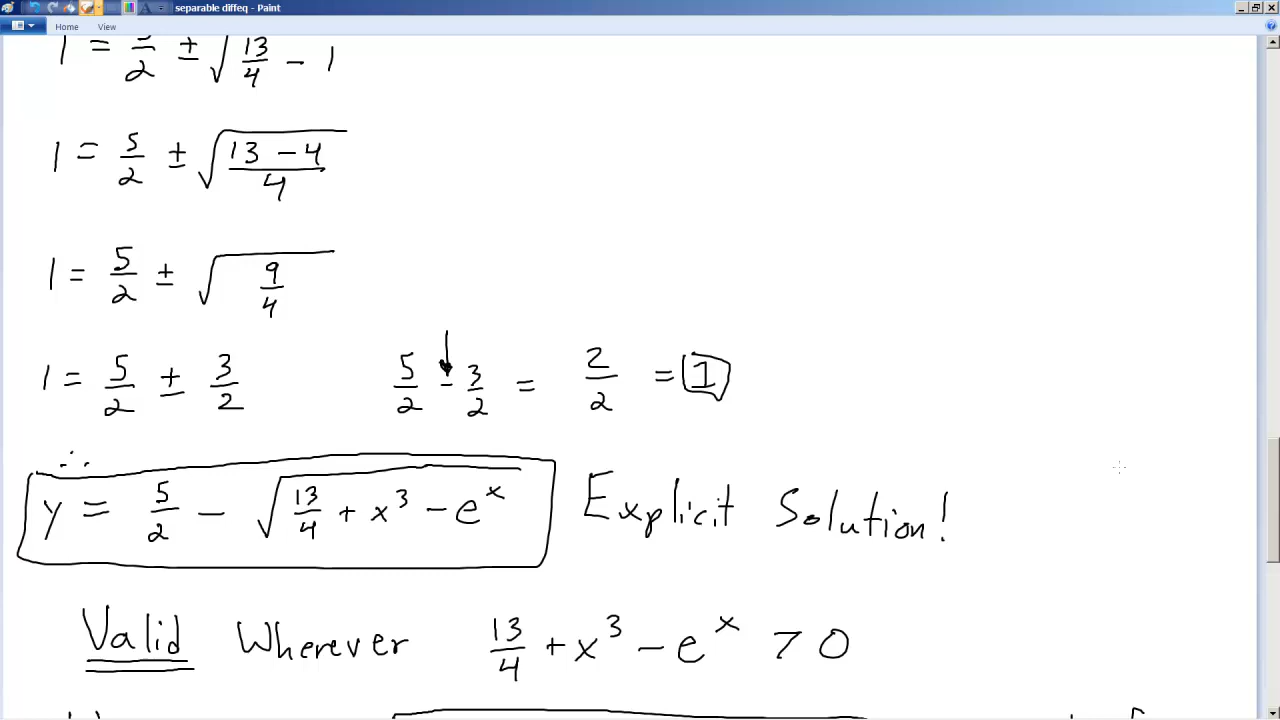 separable diffeq - Paint
Home View
1 = 5/2 ± √(13/4 - 1)
1 = 5/2 ± √((13 - 4)/4)
1 = 5/2 ± √(9/4)
1 = 5/2 ± 3/2    5/2 - 3/2 = 2/2 = 1
∴
y = 5/2 - √(13/4 + x³ - eˣ) Explicit Solution!
Valid Wherever 13/4 + x³ - eˣ > 0